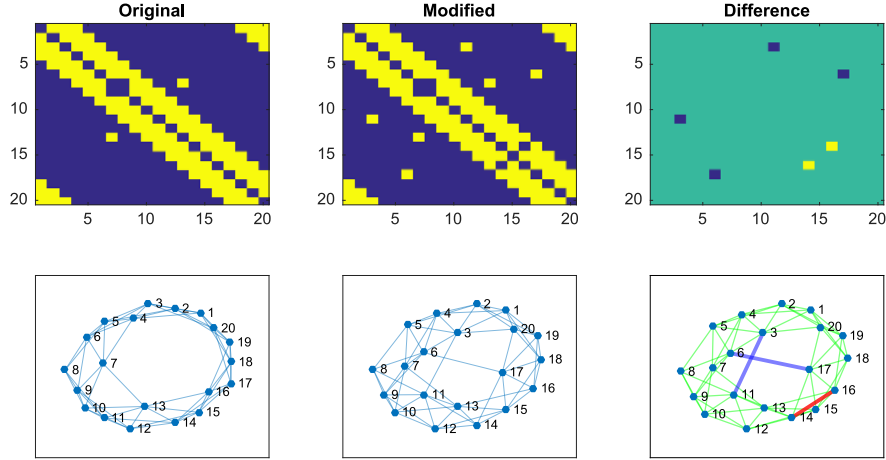 Original Modified Difference
5 5 5
10 10 10
15 15 15
20 20 20
5 10 15 20 5 10 15 20 5 10 15 20
3 2 1 4 5 20 6 19 7 18 8 17 9 16 10 13 15 11 14 12
2 1 4 5 3 20 19 6 18 7 8 17 16 9 11 13 15 10 14 12
2 1 4 5 3 20 19 6 18 7 8 17 16 9 11 13 15 10 14 12